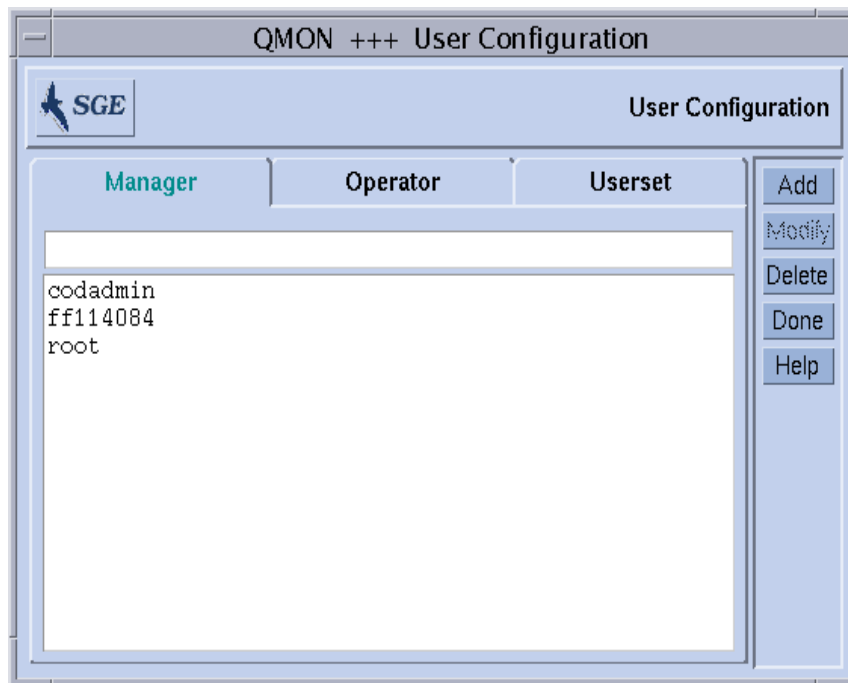 QMON +++ User Configuration
SGE
User Configuration
Manager
Operator
Userset
Add
Modify
Delete
Done
Help
codadmin
ff114084
root